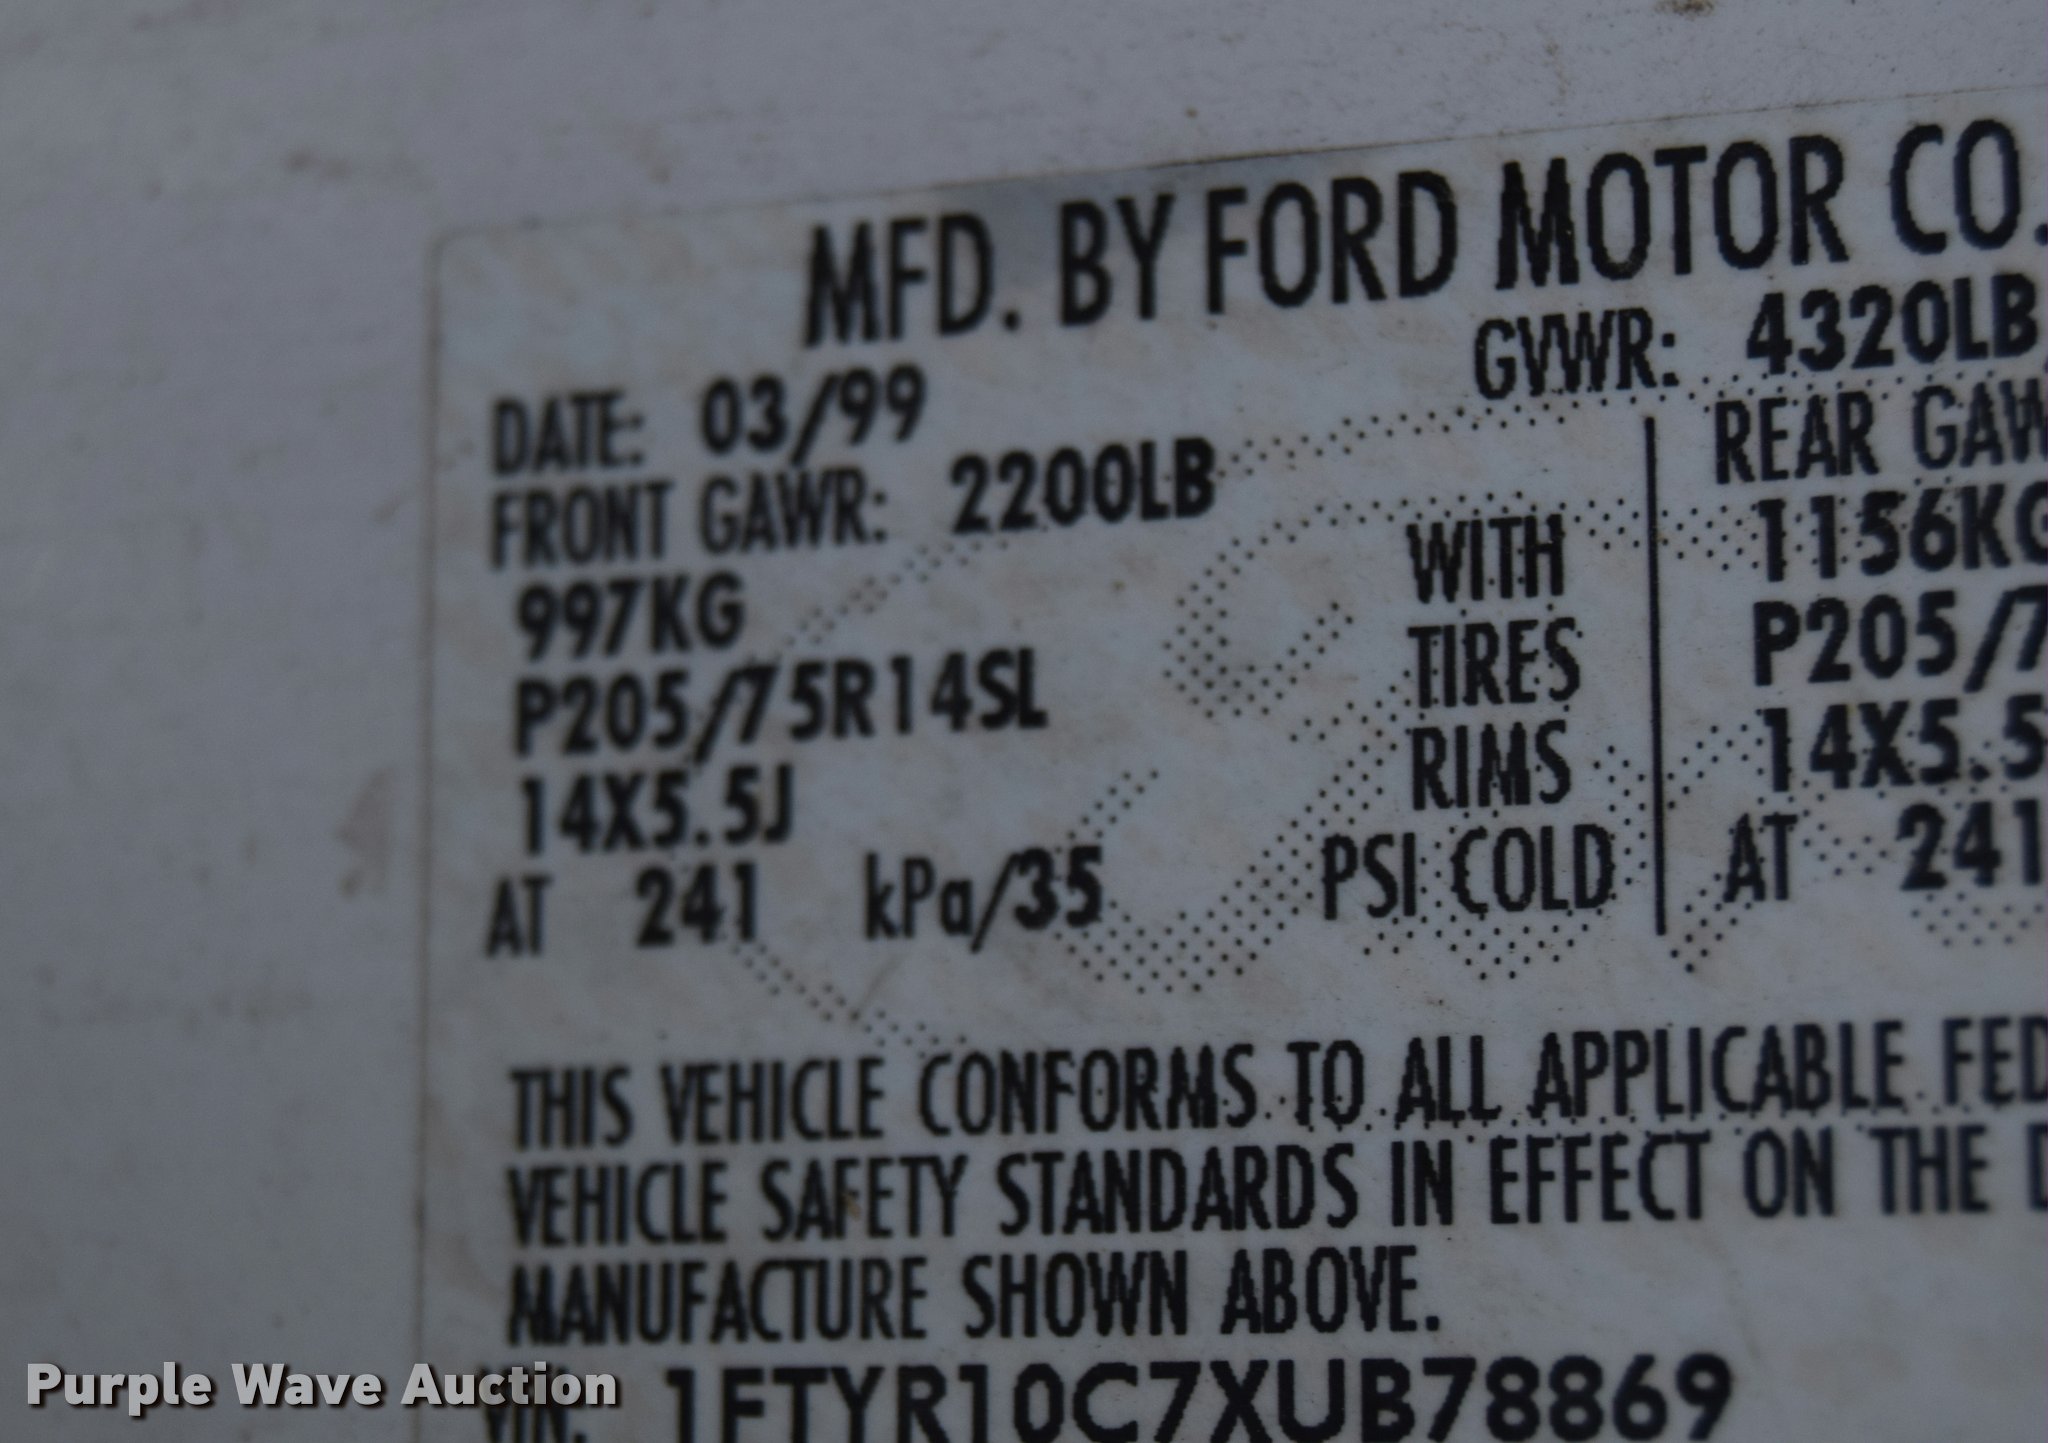 MFD. BY FORD MOTOR CO.
DATE: 03/99 GVWR: 4320LB
FRONT GAWR: 2200LB REAR GAW
997KG WITH 1156KG
P205/75R14SL TIRES P205/7
14X5.5J RIMS 14X5.5
AT 241 kPa/35 PSI COLD AT 241
THIS VEHICLE CONFORMS TO ALL APPLICABLE FED
VEHICLE SAFETY STANDARDS IN EFFECT ON THE D
MANUFACTURE SHOWN ABOVE.
VIN: 1FTYR10C7XUB78869
Purple Wave Auction